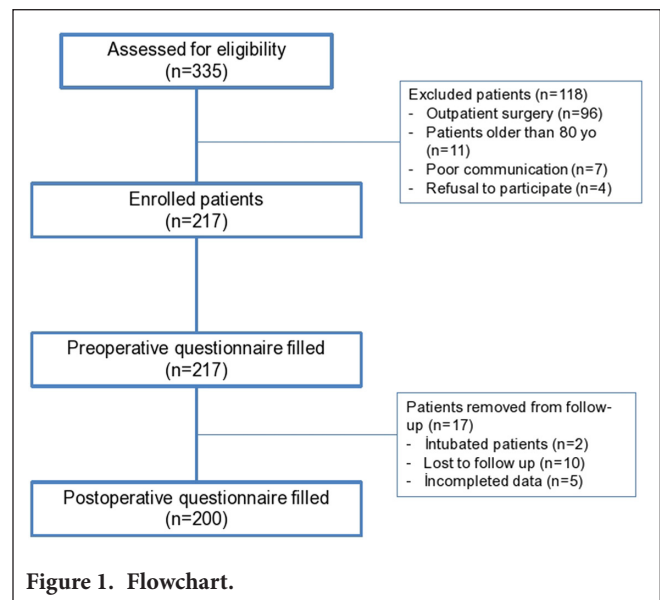 Assessed for eligibility
(n=335)
Excluded patients (n=118)
- Outpatient surgery (n=96)
- Patients older than 80 yo
(n=11)
- Poor communication (n=7)
- Refusal to participate (n=4)
Enrolled patients
(n=217)
Preoperative questionnaire filled
(n=217)
Patients removed from follow-
up (n=17)
- İntubated patients (n=2)
- Lost to follow up (n=10)
- İncompleted data (n=5)
Postoperative questionnaire filled
(n=200)
Figure 1. Flowchart.